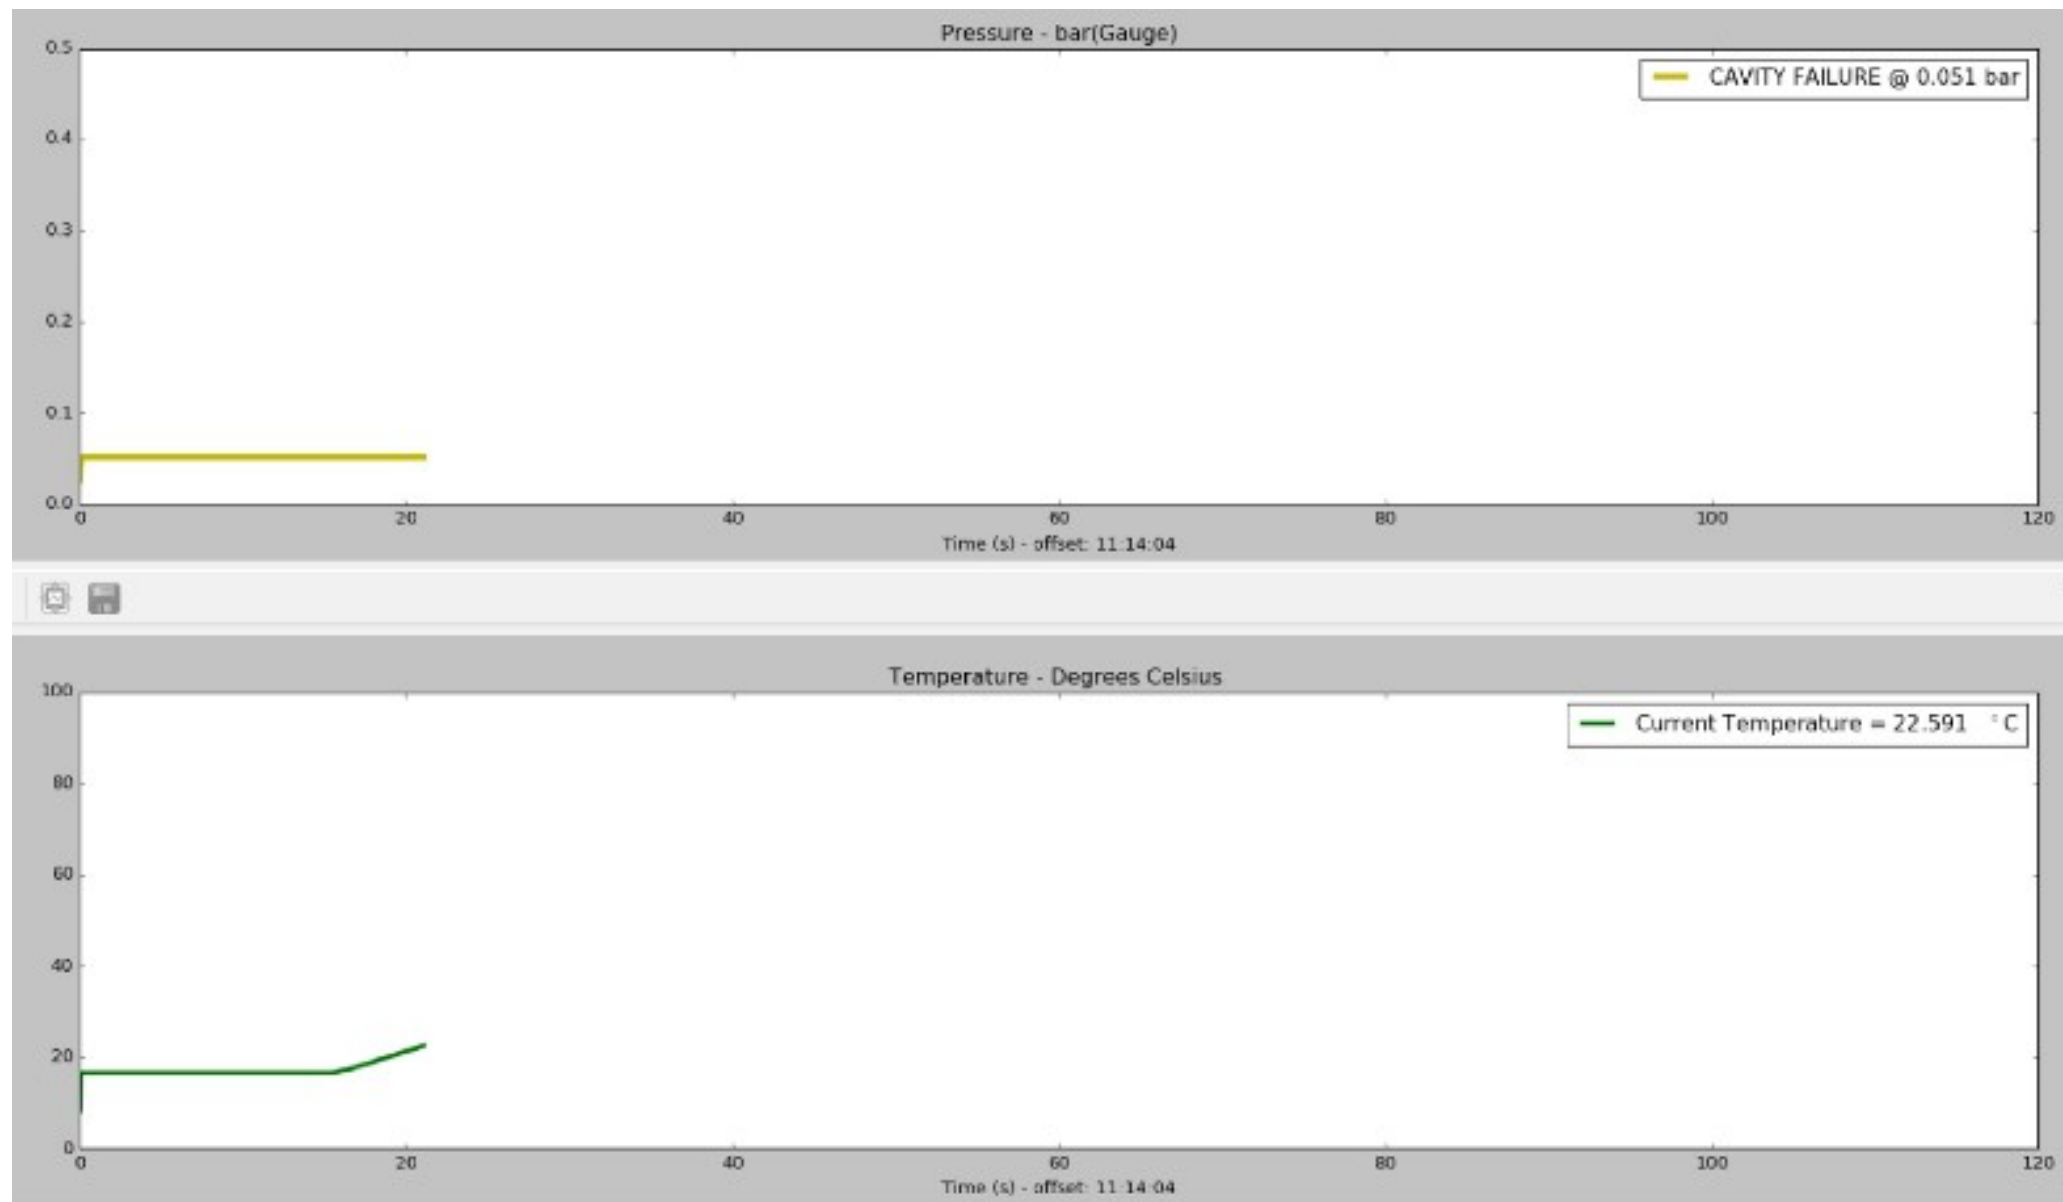 Pressure - bar(Gauge)
CAVITY FAILURE @ 0.051 bar
0.5
0.4
0.3
0.2
0.1
0.0
0 20 40 60 80 100 120
Time (s) - offset: 11:14:04
Temperature - Degrees Celsius
Current Temperature = 22.591 °C
100
80
60
40
20
0
0 20 40 60 80 100 120
Time (s) - offset: 11:14:04